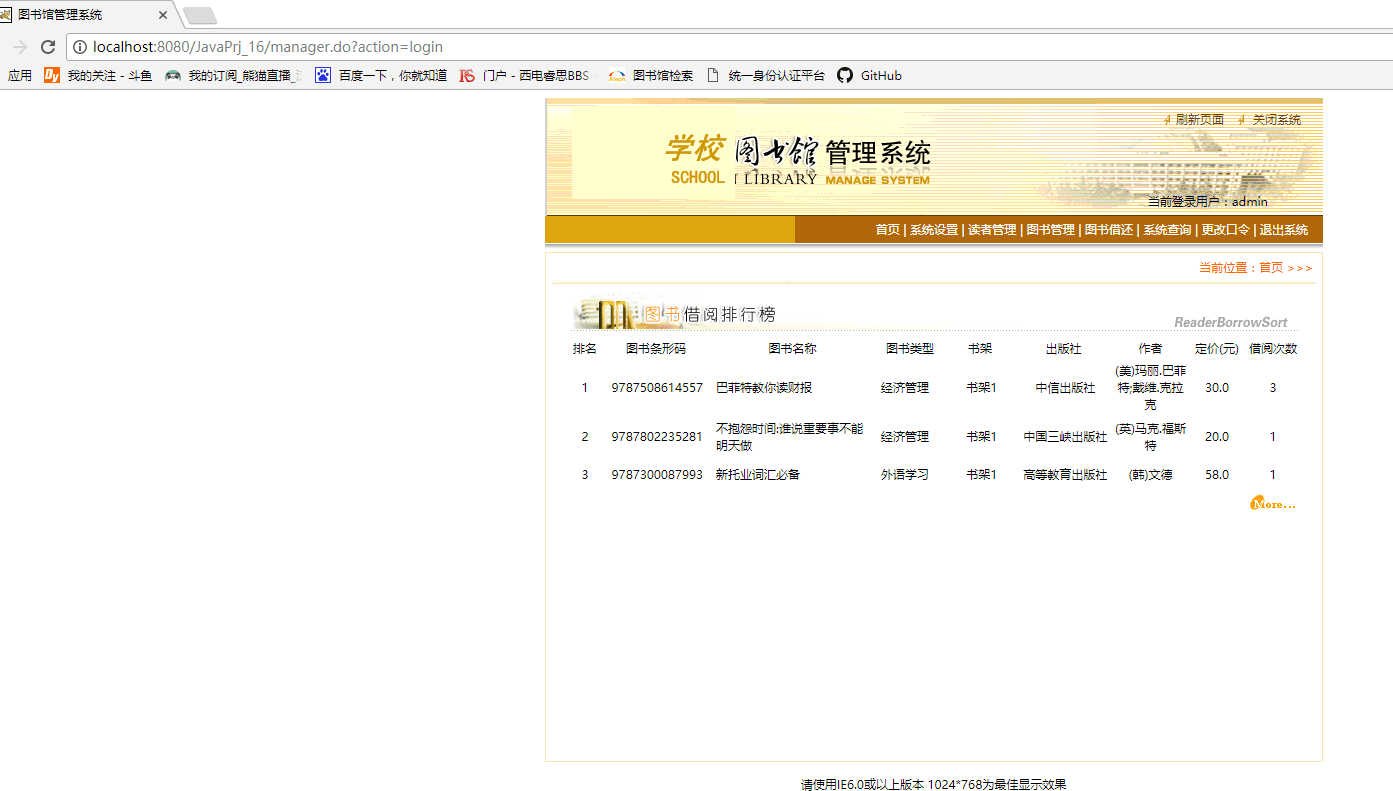 图书馆管理系统
localhost:8080/JavaPrj_16/manager.do?action=login
应用 Dy 我的关注 - 斗鱼 我的订阅_熊猫直播_ 百度一下，你就知道 RS 门户 - 西电睿思BBS 图书馆检索 统一身份认证平台 GitHub
刷新页面 关闭系统
学校 图书馆 管理系统
SCHOOL LIBRARY MANAGE SYSTEM
当前登录用户：admin
首页 | 系统设置 | 读者管理 | 图书管理 | 图书借还 | 系统查询 | 更改口令 | 退出系统
当前位置：首页 >>>
图书借阅排行榜
ReaderBorrowSort
排名 图书条形码 图书名称 图书类型 书架 出版社 作者 定价(元) 借阅次数
1 9787508614557 巴菲特教你读财报 经济管理 书架1 中信出版社 (美)玛丽.巴菲特;戴维.克拉克 30.0 3
2 9787802235281 不抱怨时间:谁说重要事不能明天做 经济管理 书架1 中国三峡出版社 (英)马克.福斯特 20.0 1
3 9787300087993 新托业词汇必备 外语学习 书架1 高等教育出版社 (韩)文德 58.0 1
More...
请使用IE6.0或以上版本 1024*768为最佳显示效果